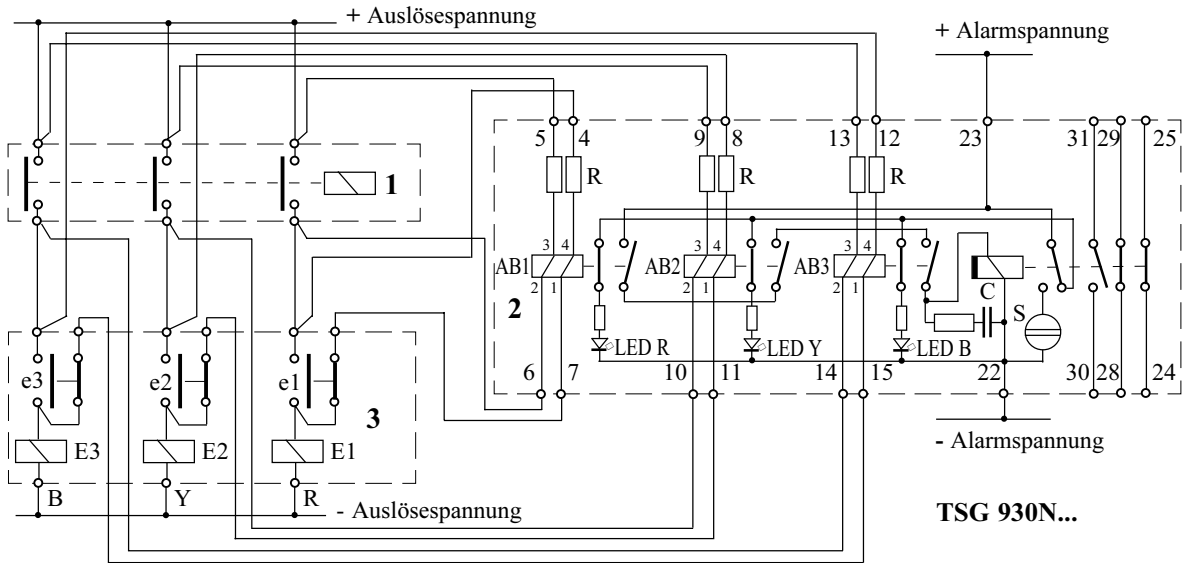 + Auslösespannung
+ Alarmspannung
5 4 9 8 13 12 23 31 29 25
R R R
1
3 4 3 4 3 4
AB1 AB2 AB3
2 1 2 1 2 1
2 C S
LED R LED Y LED B
e3 e2 e1
6 7 10 11 14 15 22 30 28 24
3
E3 E2 E1
- Alarmspannung
B Y R
- Auslösespannung
TSG 930N...